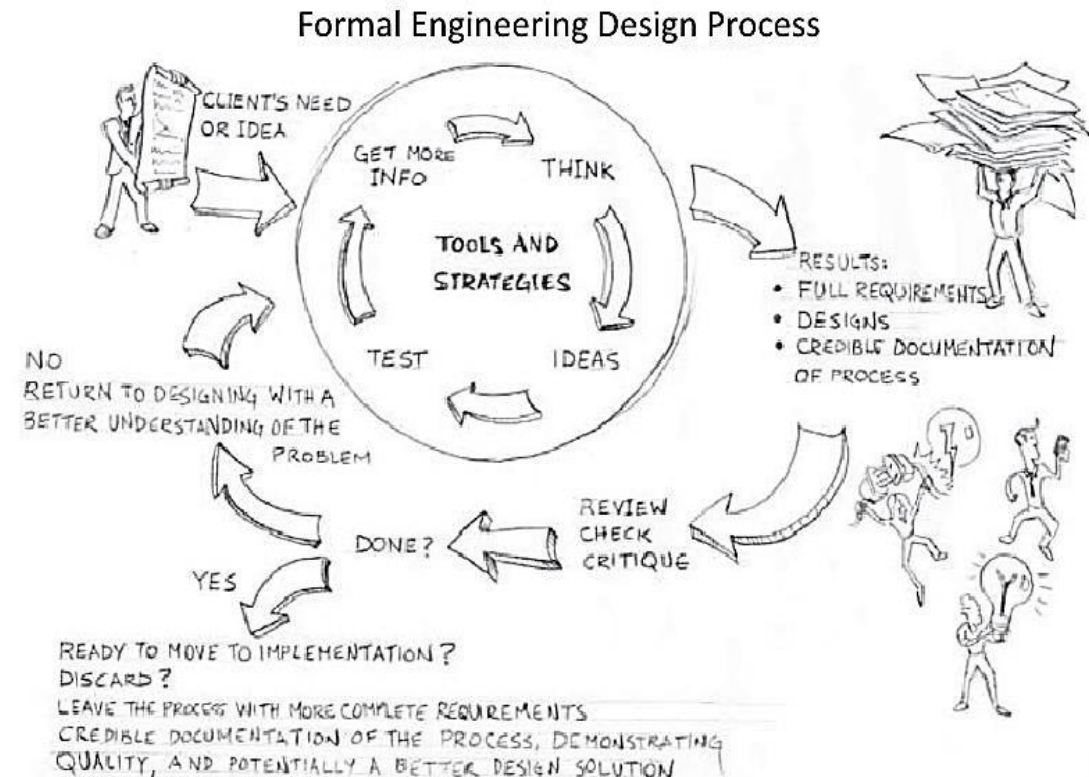 Formal Engineering Design Process
CLIENT'S NEED
OR IDEA
GET MORE
INFO
THINK
TOOLS AND
STRATEGIES
TEST
IDEAS
RESULTS:
• FULL REQUIREMENTS
• DESIGNS
• CREDIBLE DOCUMENTATION
OF PROCESS
REVIEW
CHECK
CRITIQUE
DONE?
NO
RETURN TO DESIGNING WITH A
BETTER UNDERSTANDING OF THE
PROBLEM
YES
READY TO MOVE TO IMPLEMENTATION?
DISCARD?
LEAVE THE PROCESS WITH MORE COMPLETE REQUIREMENTS
CREDIBLE DOCUMENTATION OF THE PROCESS, DEMONSTRATING
QUALITY, AND POTENTIALLY A BETTER DESIGN SOLUTION